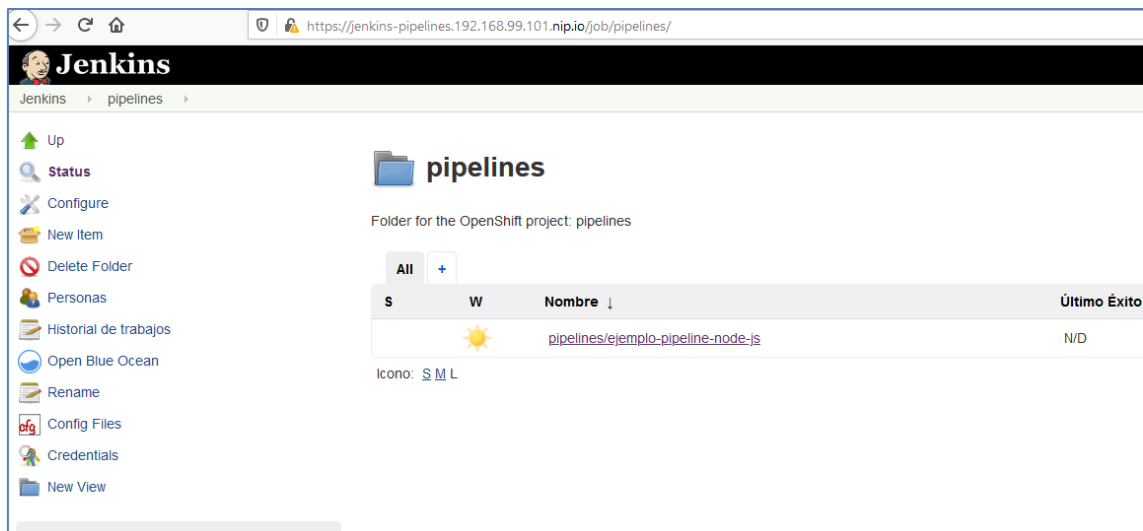 https://jenkins-pipelines.192.168.99.101.nip.io/job/pipelines/
Jenkins
Jenkins pipelines
Up
Status
Configure
New Item
Delete Folder
Personas
Historial de trabajos
Open Blue Ocean
Rename
cfg Config Files
Credentials
New View
pipelines
Folder for the OpenShift project: pipelines
All +
S W Nombre ↓ Último Éxito
pipelines/ejemplo-pipeline-node-js N/D
Icono: S M L